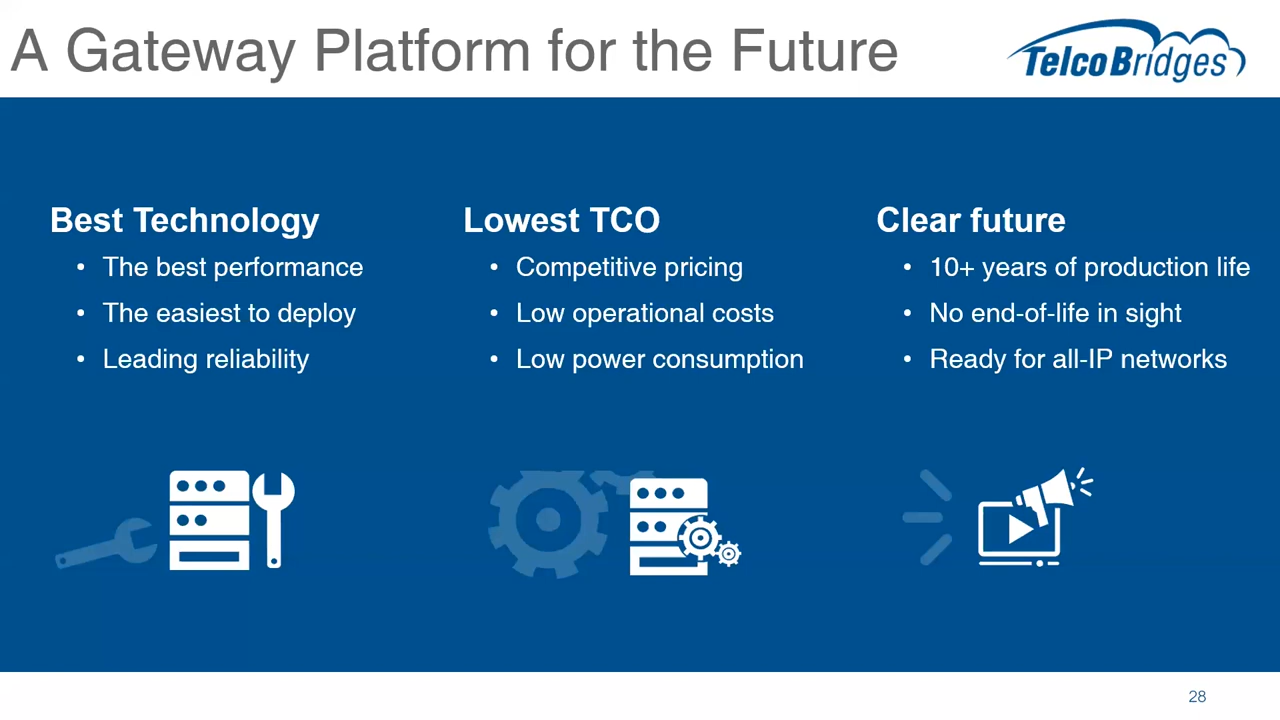 A Gateway Platform for the Future
TelcoBridges
Best Technology
• The best performance
• The easiest to deploy
• Leading reliability
Lowest TCO
• Competitive pricing
• Low operational costs
• Low power consumption
Clear future
• 10+ years of production life
• No end-of-life in sight
• Ready for all-IP networks
28